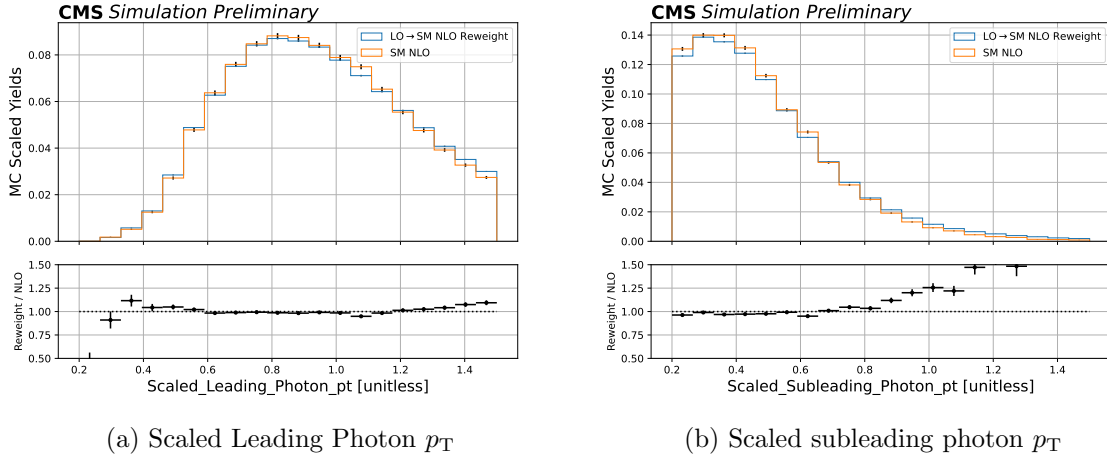 CMS Simulation Preliminary
MC Scaled Yields
0.08
0.06
0.04
0.02
0.00
LO→SM NLO Reweight
SM NLO
Reweight / NLO
1.50
1.25
1.00
0.75
0.50
0.2 0.4 0.6 0.8 1.0 1.2 1.4
Scaled_Leading_Photon_pt [unitless]
(a) Scaled Leading Photon pT
CMS Simulation Preliminary
MC Scaled Yields
0.14
0.12
0.10
0.08
0.06
0.04
0.02
0.00
LO→SM NLO Reweight
SM NLO
Reweight / NLO
1.50
1.25
1.00
0.75
0.50
0.2 0.4 0.6 0.8 1.0 1.2 1.4
Scaled_Subleading_Photon_pt [unitless]
(b) Scaled subleading photon pT